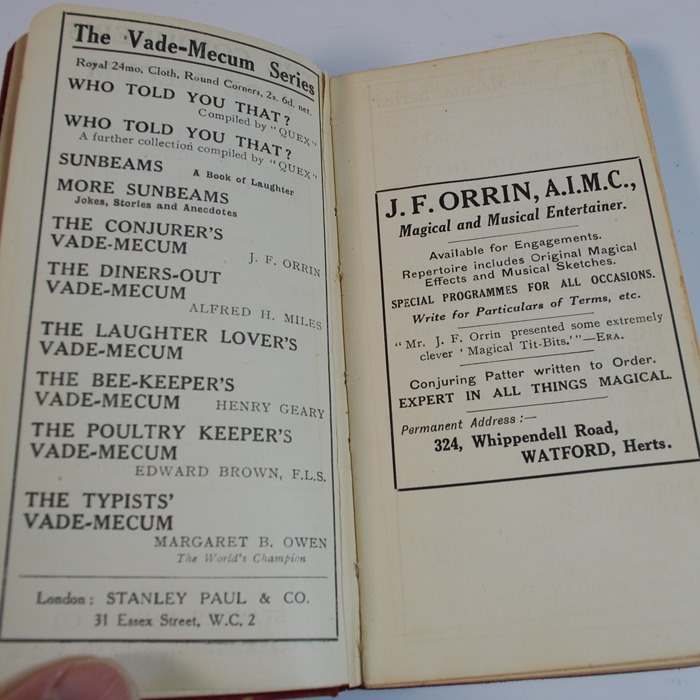 The Vade-Mecum Series
Royal 24mo, Cloth, Round Corners, 2s. 6d. net.
WHO TOLD YOU THAT?
Compiled by "QUEX"
WHO TOLD YOU THAT?
A further collection compiled by "QUEX"
SUNBEAMS A Book of Laughter
MORE SUNBEAMS
Jokes, Stories and Anecdotes
THE CONJURER'S
VADE-MECUM
J. F. ORRIN
THE DINERS-OUT
VADE-MECUM
ALFRED H. MILES
THE LAUGHTER LOVER'S
VADE-MECUM
THE BEE-KEEPER'S
VADE-MECUM HENRY GEARY
THE POULTRY KEEPER'S
VADE-MECUM
EDWARD BROWN, F.L.S.
THE TYPISTS'
VADE-MECUM
MARGARET B. OWEN
The World's Champion
London: STANLEY PAUL & CO.
31 Essex Street, W.C. 2
J. F. ORRIN, A.I.M.C.,
Magical and Musical Entertainer.
Available for Engagements.
Repertoire includes Original Magical
Effects and Musical Sketches.
SPECIAL PROGRAMMES FOR ALL OCCASIONS.
Write for Particulars of Terms, etc.
"Mr. J. F. Orrin presented some extremely
clever 'Magical Tit-Bits.'"—ERA.
Conjuring Patter written to Order.
EXPERT IN ALL THINGS MAGICAL.
Permanent Address:—
324, Whippendell Road,
WATFORD, Herts.